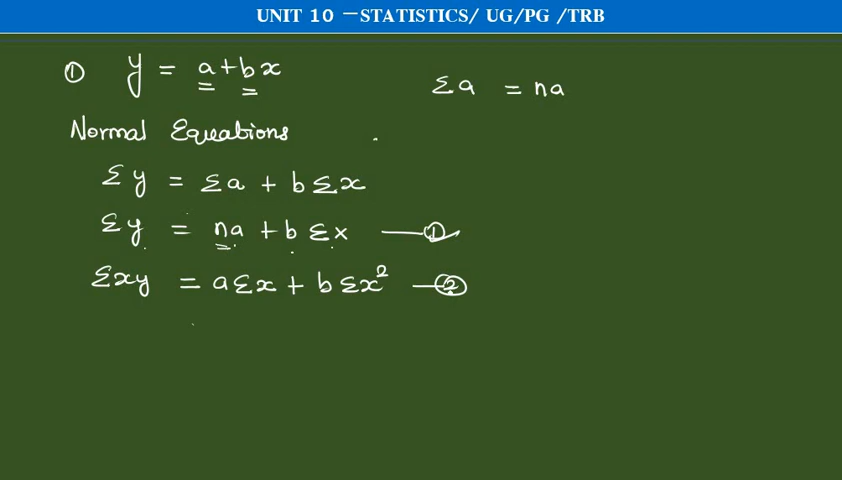 UNIT 10 －STATISTICS/ UG/PG /TRB
① y = a+bx
Σa = na
Normal Equations
Σy = Σa + bΣx
Σy = na + bΣx —①
Σxy = aΣx + bΣx² —②